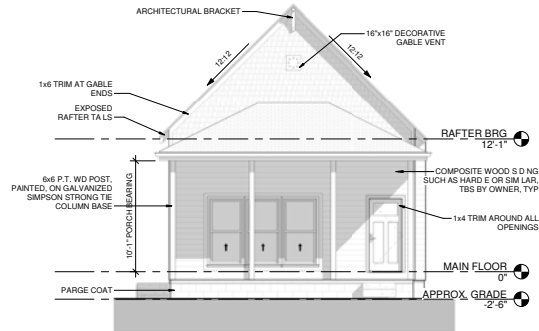 ARCHITECTURAL BRACKET
16"x16" DECORATIVE
GABLE VENT
12:12
12:12
1x6 TRIM AT GABLE
ENDS
EXPOSED
RAFTER TA LS
RAFTER BRG
12'-1"
6x6 P.T. WD POST,
PAINTED, ON GALVANIZED
SIMPSON STRONG TIE
COLUMN BASE
10'-1" PORCH BEARING
COMPOSITE WOOD S D NG
SUCH AS HARD E OR SIM LAR,
TBS BY OWNER, TYP
1x4 TRIM AROUND ALL
OPENINGS
MAIN FLOOR
0"
PARGE COAT
APPROX. GRADE
-2'-6"